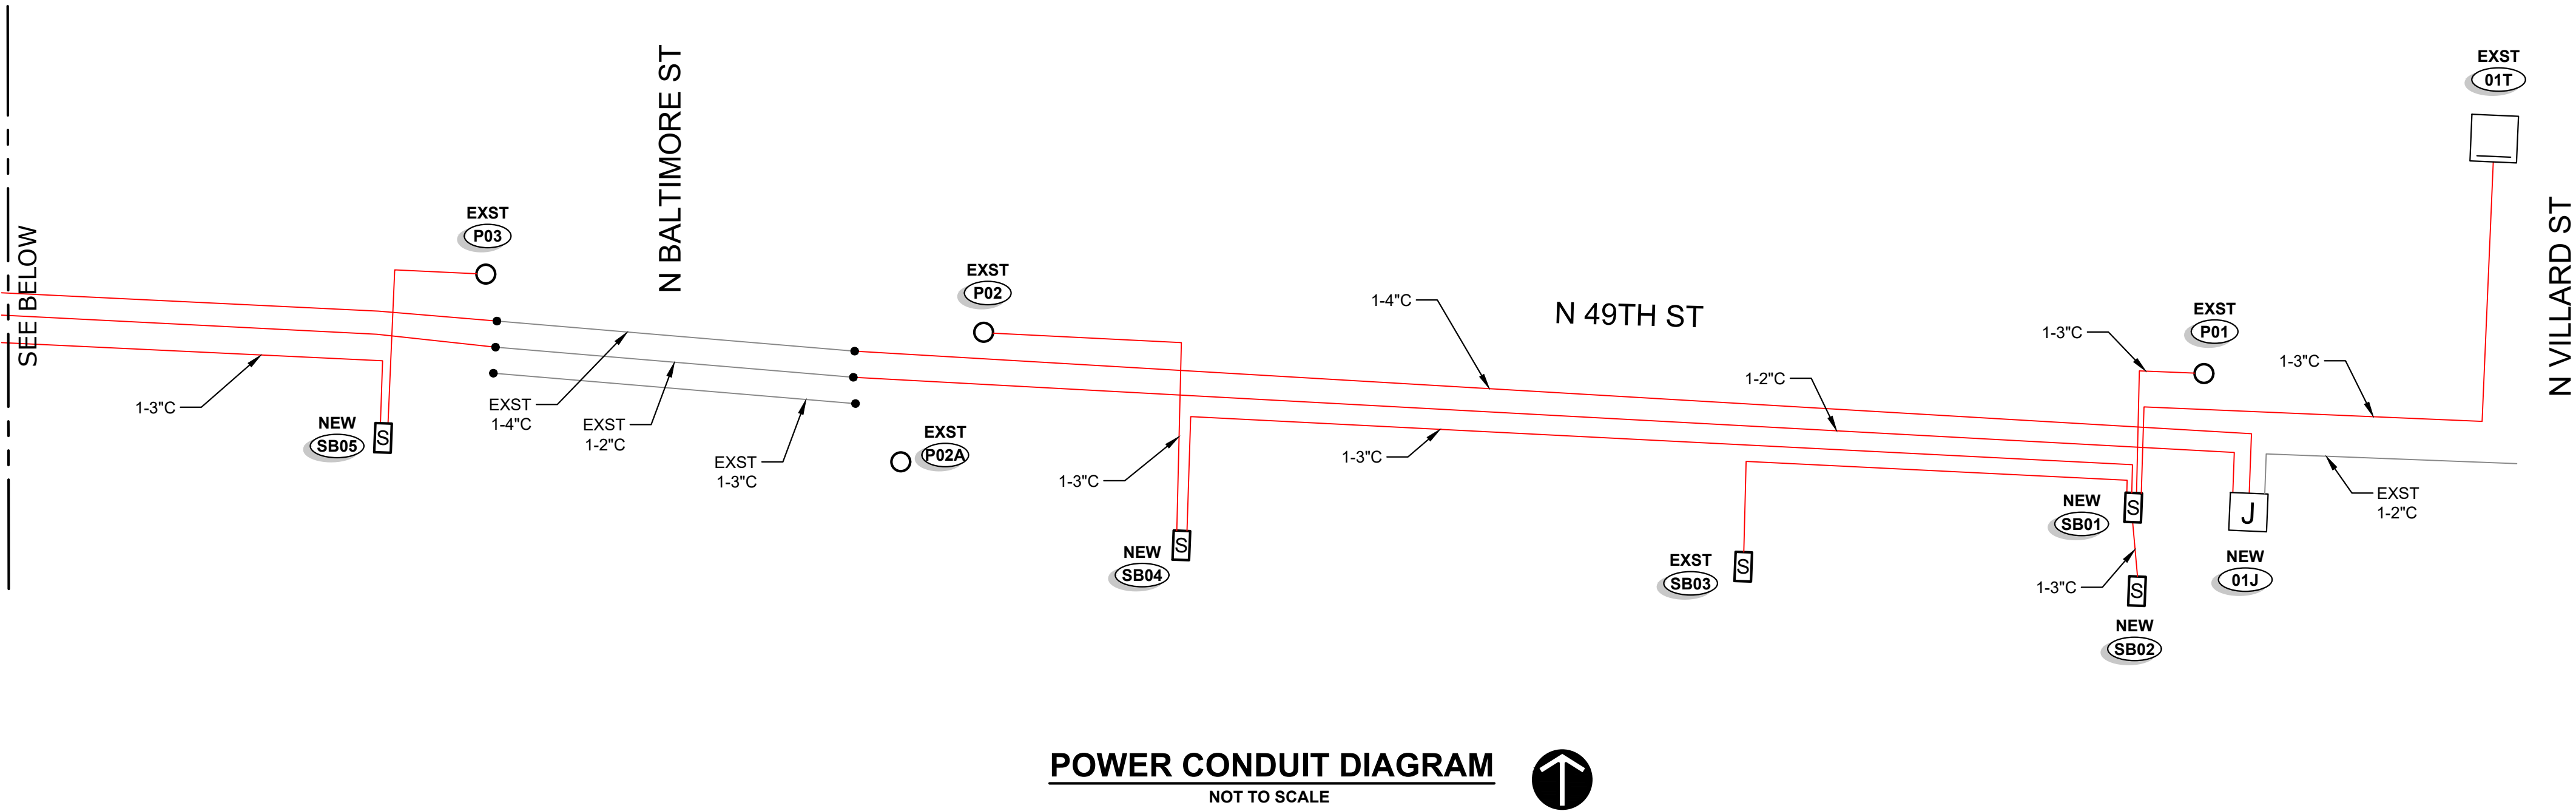 SEE BELOW
N BALTIMORE ST
EXST
P03
1-3"C
NEW
SB05
S
EXST
1-4"C
EXST
1-2"C
EXST
1-3"C
EXST
P02
EXST
P02A
1-3"C
NEW
SB04
S
1-4"C
N 49TH ST
1-3"C
1-2"C
EXST
SB03
S
EXST
P01
1-3"C
1-3"C
EXST
01T
N VILLARD ST
NEW
SB01
S
1-3"C
S
NEW
SB02
J
NEW
01J
EXST
1-2"C
POWER CONDUIT DIAGRAM
NOT TO SCALE